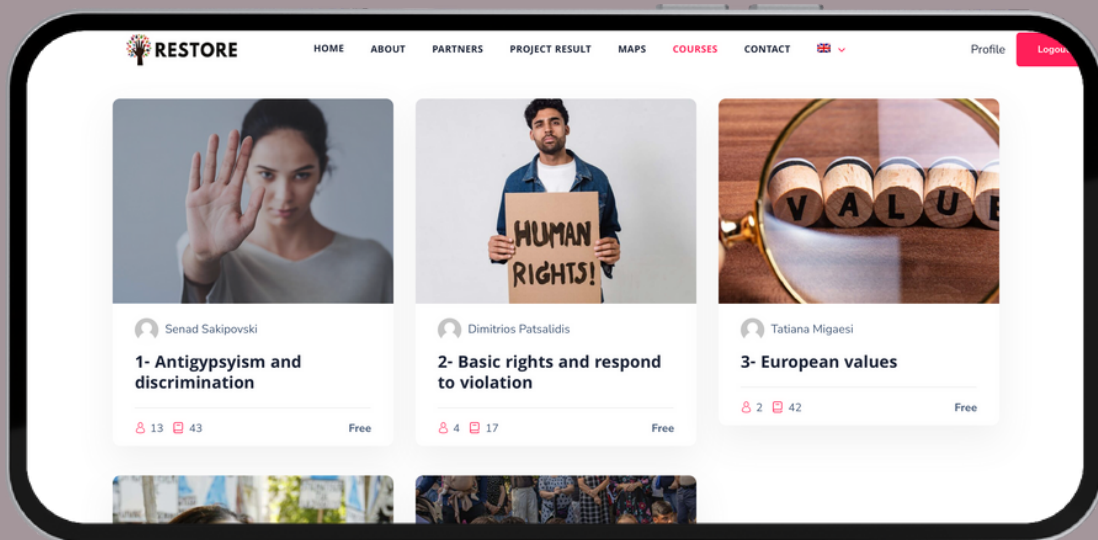 RESTORE
HOME ABOUT PARTNERS PROJECT RESULT MAPS COURSES CONTACT
Profile
HUMAN
RIGHTS!
VALUE
Senad Sakipovski
Dimitrios Patsalidis
Tatiana Migaesi
1- Antigypsyism and
discrimination
2- Basic rights and respond
to violation
3- European values
13 43 Free
4 17 Free
2 42 Free